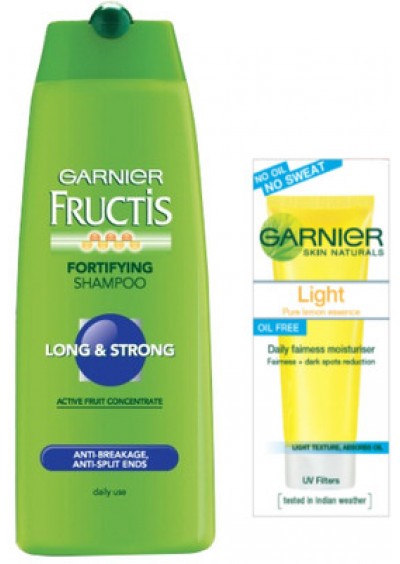 GARNIER
FRUCTIS
FORTIFYING
SHAMPOO
LONG & STRONG
ACTIVE FRUIT CONCENTRATE
ANTI-BREAKAGE,
ANTI-SPLIT ENDS
daily use
NO OIL
NO SWEAT
GARNIER
SKIN NATURALS
Light
Pure lemon essence
OIL FREE
Daily fairness moisturiser
Fairness + dark spots reduction
LIGHT TEXTURE, ABSORBS OIL
UV Filters
[tested in Indian weather]